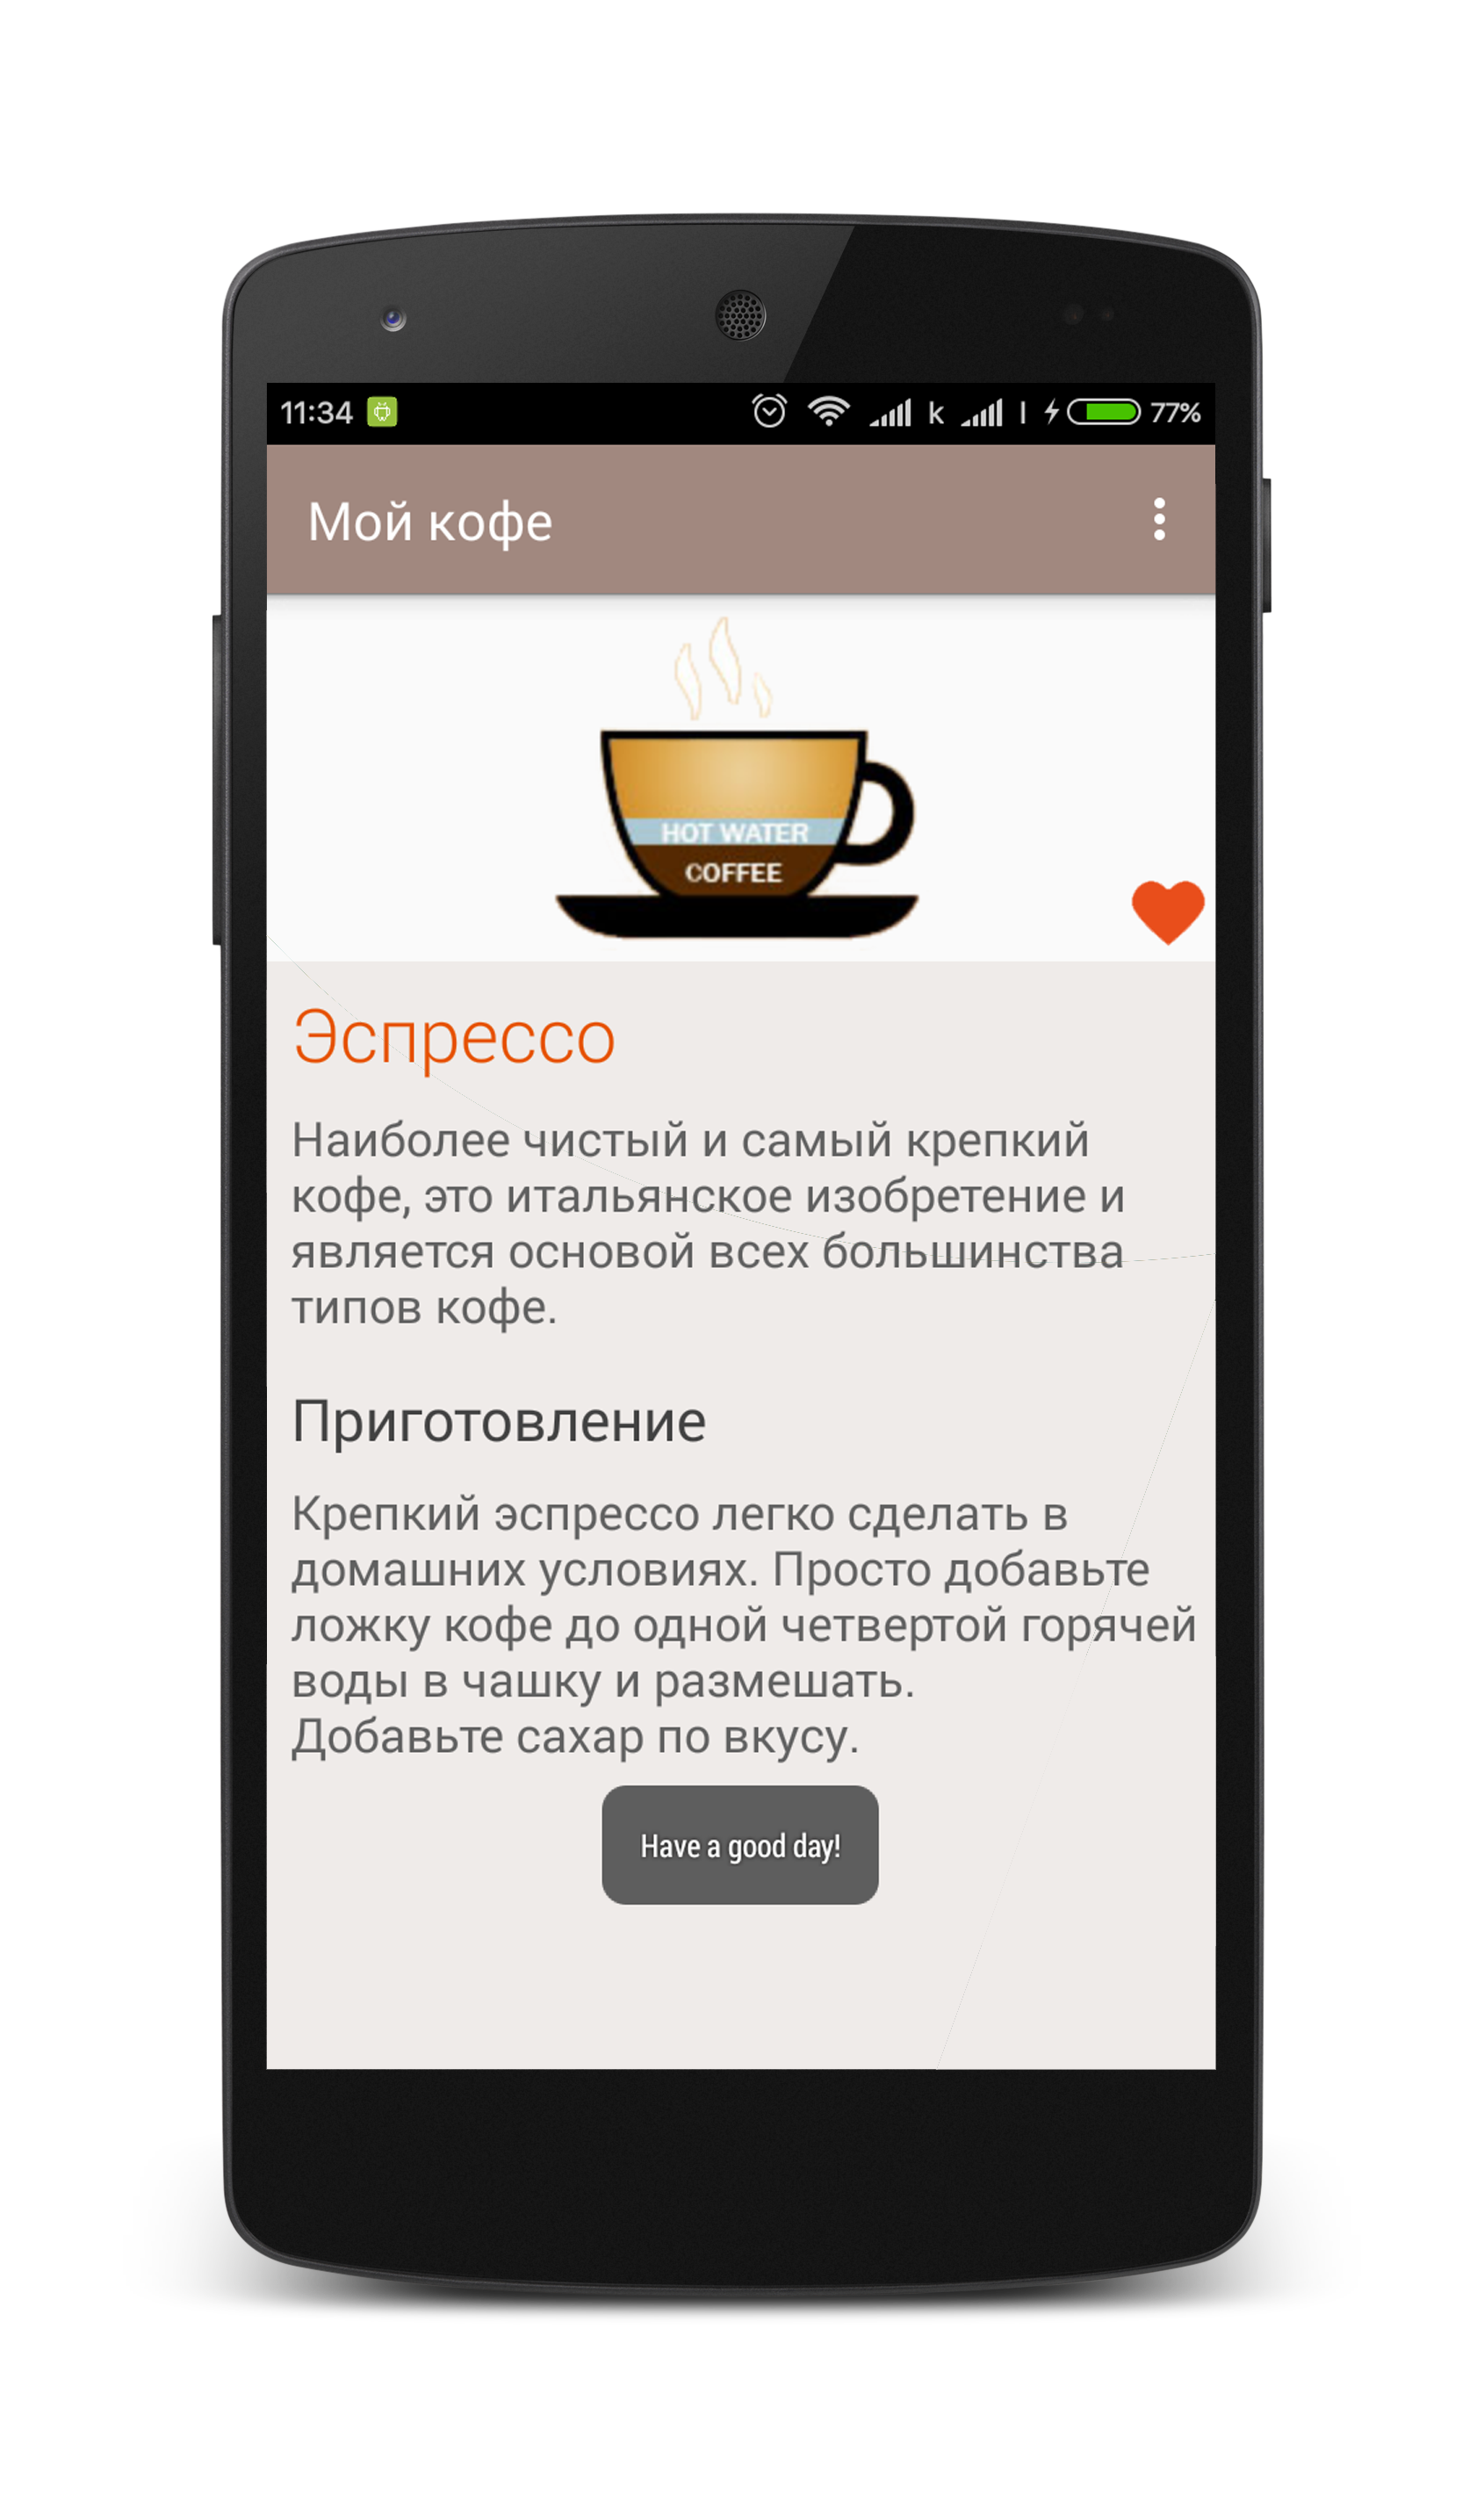 11:34 k l 77%
Мой кофе
HOT WATER
COFFEE
Эспрессо
Наиболее чистый и самый крепкий
кофе, это итальянское изобретение и
является основой всех большинства
типов кофе.
Приготовление
Крепкий эспрессо легко сделать в
домашних условиях. Просто добавьте
ложку кофе до одной четвертой горячей
воды в чашку и размешать.
Добавьте сахар по вкусу.
Have a good day!